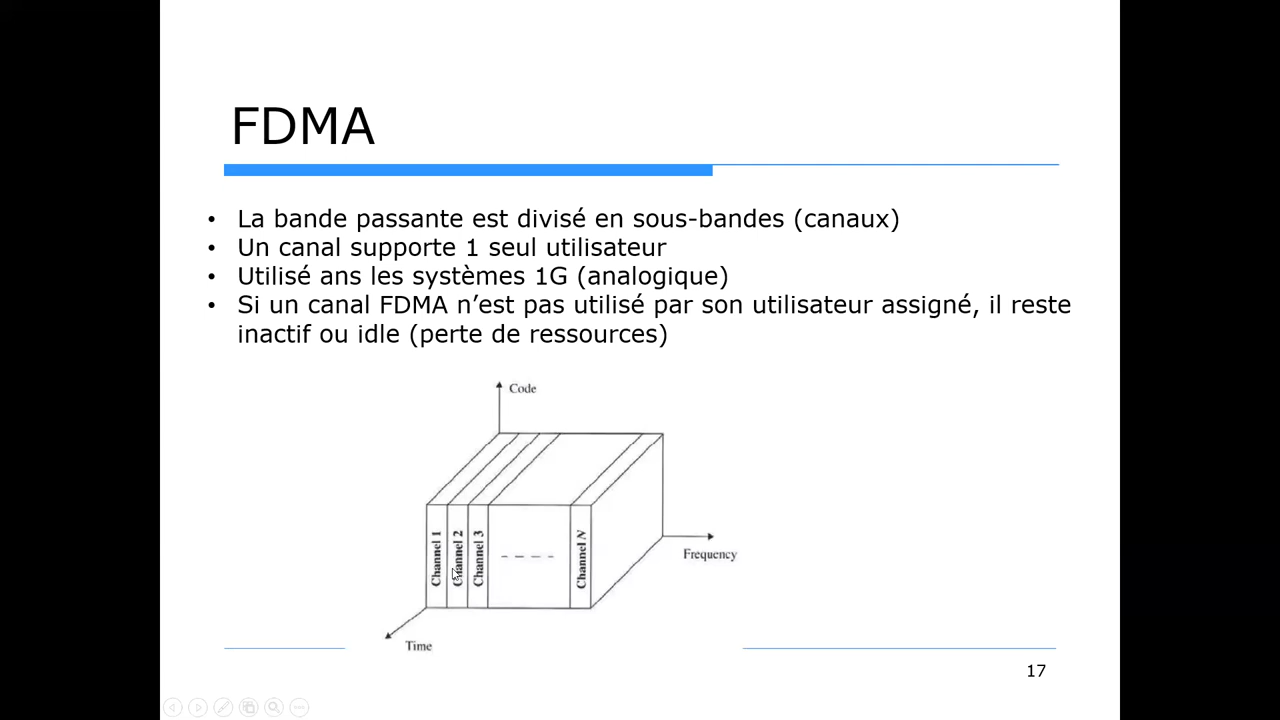 FDMA
• La bande passante est divisé en sous-bandes (canaux)
• Un canal supporte 1 seul utilisateur
• Utilisé ans les systèmes 1G (analogique)
• Si un canal FDMA n’est pas utilisé par son utilisateur assigné, il reste
inactif ou idle (perte de ressources)
Code
Channel 1
Channel 2
Channel 3
Channel N
Frequency
Time
17